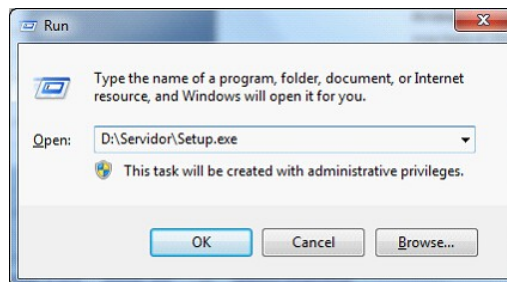 Run
Type the name of a program, folder, document, or Internet
resource, and Windows will open it for you.
Open: D:\Servidor\Setup.exe
This task will be created with administrative privileges.
OK Cancel Browse...